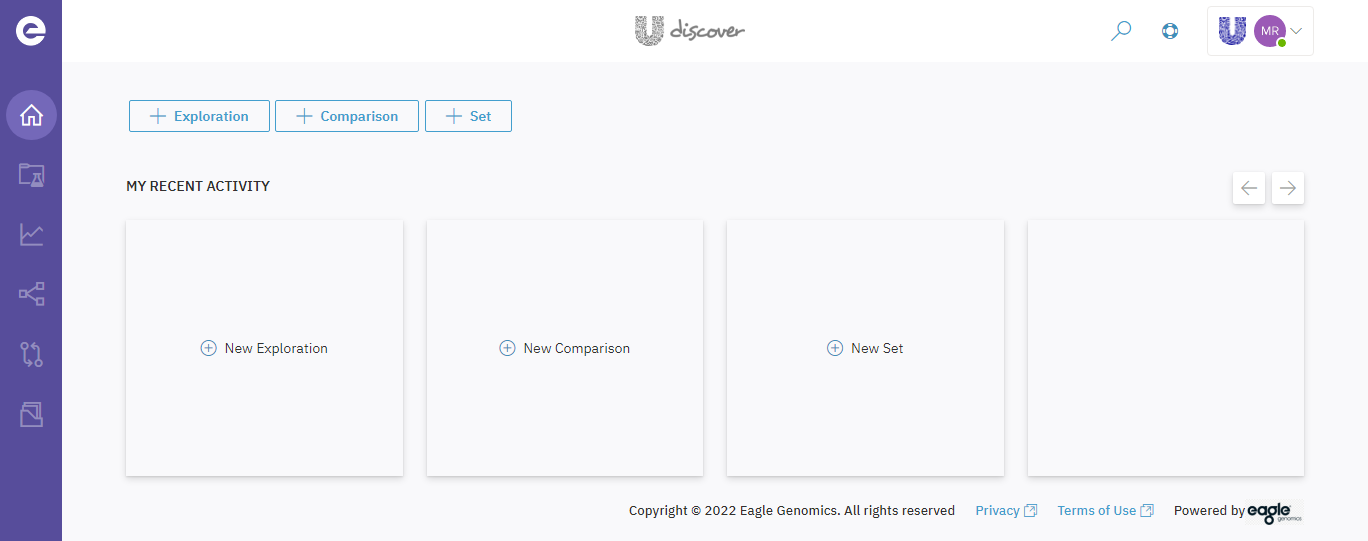 discover
MR
Exploration
Comparison
Set
MY RECENT ACTIVITY
New Exploration
New Comparison
New Set
Copyright © 2022 Eagle Genomics. All rights reserved Privacy Terms of Use Powered by eagle genomics